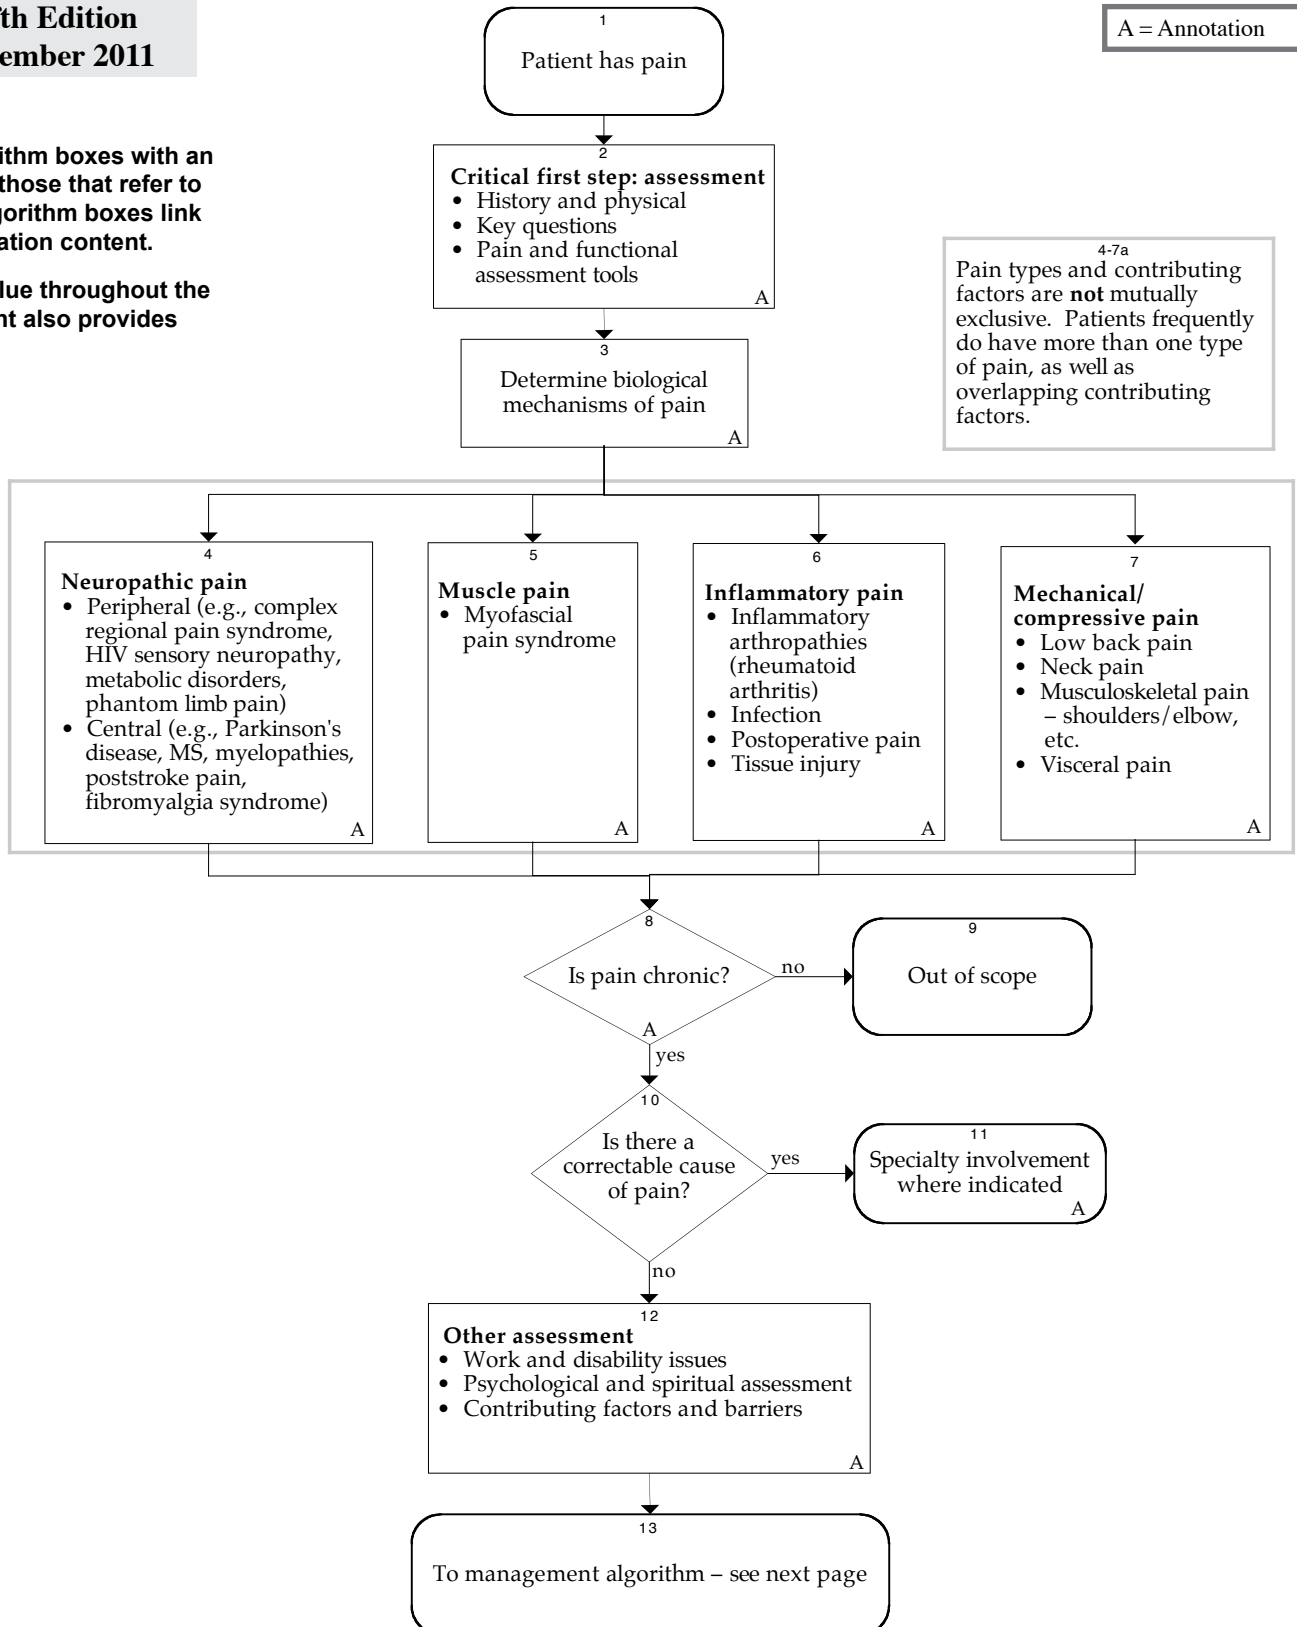 th Edition
ember 2011
A = Annotation
1
Patient has pain
ithm boxes with an
those that refer to
gorithm boxes link
ation content.
lue throughout the
nt also provides
2
Critical first step: assessment
• History and physical
• Key questions
• Pain and functional
assessment tools
A
4-7a
Pain types and contributing
factors are not mutually
exclusive. Patients frequently
do have more than one type
of pain, as well as
overlapping contributing
factors.
3
Determine biological
mechanisms of pain
A
4
Neuropathic pain
• Peripheral (e.g., complex
regional pain syndrome,
HIV sensory neuropathy,
metabolic disorders,
phantom limb pain)
• Central (e.g., Parkinson's
disease, MS, myelopathies,
poststroke pain,
fibromyalgia syndrome)
A
5
Muscle pain
• Myofascial
pain syndrome
A
6
Inflammatory pain
• Inflammatory
arthropathies
(rheumatoid
arthritis)
• Infection
• Postoperative pain
• Tissue injury
A
7
Mechanical/
compressive pain
• Low back pain
• Neck pain
• Musculoskeletal pain
– shoulders/elbow,
etc.
• Visceral pain
A
8
Is pain chronic?
A
no
9
Out of scope
yes
10
Is there a
correctable cause
of pain?
yes
11
Specialty involvement
where indicated
A
no
12
Other assessment
• Work and disability issues
• Psychological and spiritual assessment
• Contributing factors and barriers
A
13
To management algorithm – see next page